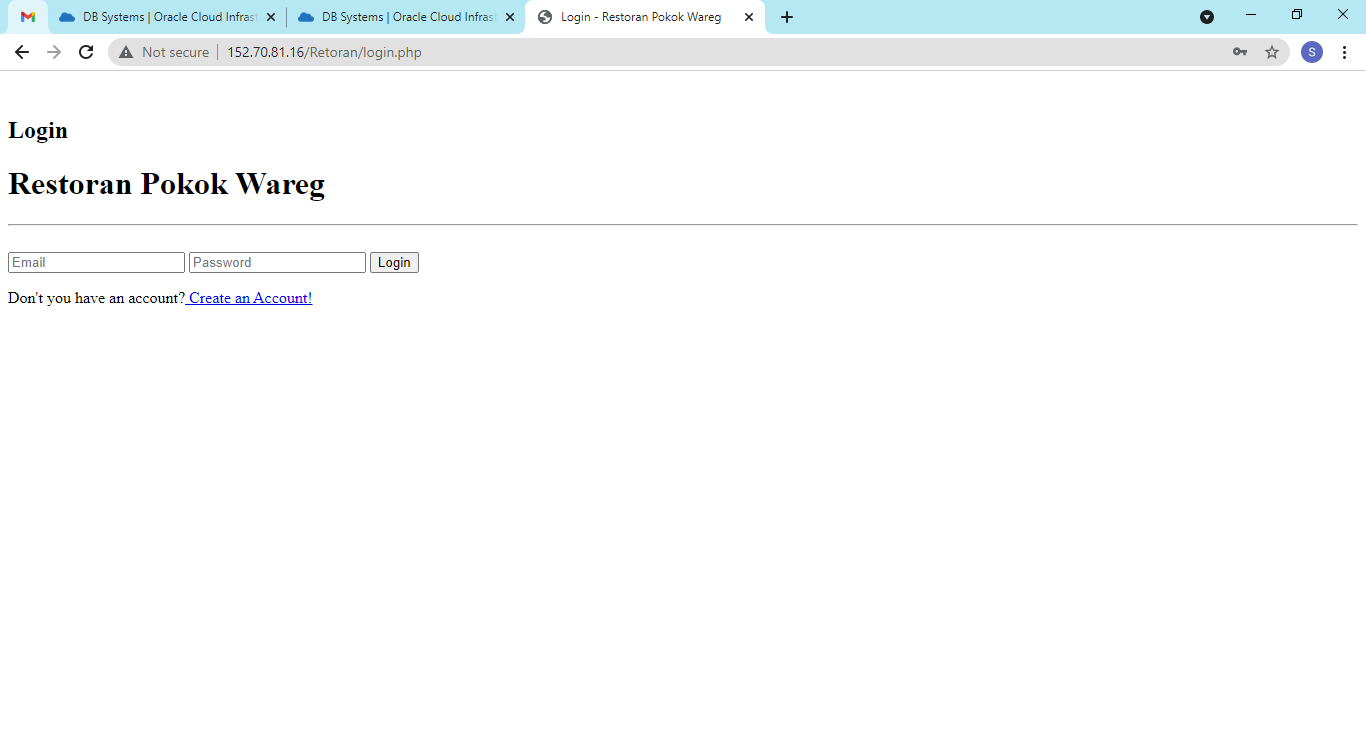 DB Systems | Oracle Cloud Infrast
DB Systems | Oracle Cloud Infrast
Login - Restoran Pokok Wareg
Not secure
152.70.81.16/Retoran/login.php
S
Login
Restoran Pokok Wareg
Email Password Login
Don't you have an account? Create an Account!